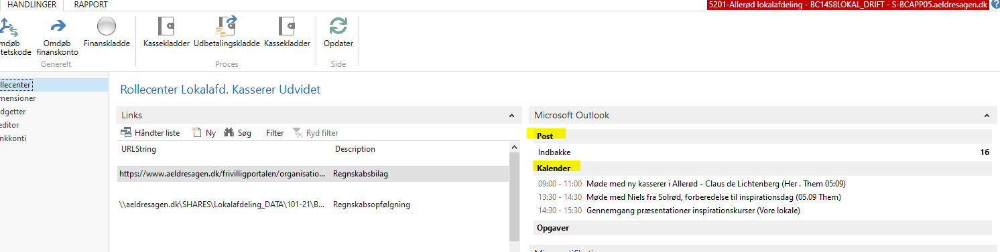 HANDLINGER RAPPORT
5201-Allerød lokalafdeling - BC14S8LOKAL_DRIFT - S-BCAPP05.aeldresagen.dk
mdøb
tetskode
Omdøb
finanskonto
Finanskladde
Kassekladder
Udbetalingskladde
Kassekladder
Opdater
Generelt
Proces
Side
llecenter
mensioner
dgetter
editor
nkkonti
Rollecenter Lokalafd. Kasserer Udvidet
Links
Håndter liste Ny Søg Filter Ryd filter
URLString Description
https://www.aeldresagen.dk/frivilligportalen/organisatio... Regnskabsbilag
\\aeldresagen.dk\SHARES\Lokalafdeling_DATA\101-21\B... Regnskabsopfølgning
Microsoft Outlook
Post
Indbakke 16
Kalender
09:00 - 11:00 Møde med ny kasserer i Allerød - Claus de Lichtenberg (Her . Them 05:09)
13:30 - 14:30 Møde med Niels fra Solrød, forberedelse til inspirationsdag (05.09 Them)
14:30 - 15:30 Gennemgang præsentationer inspirationskurser (Vore lokale)
Opgaver